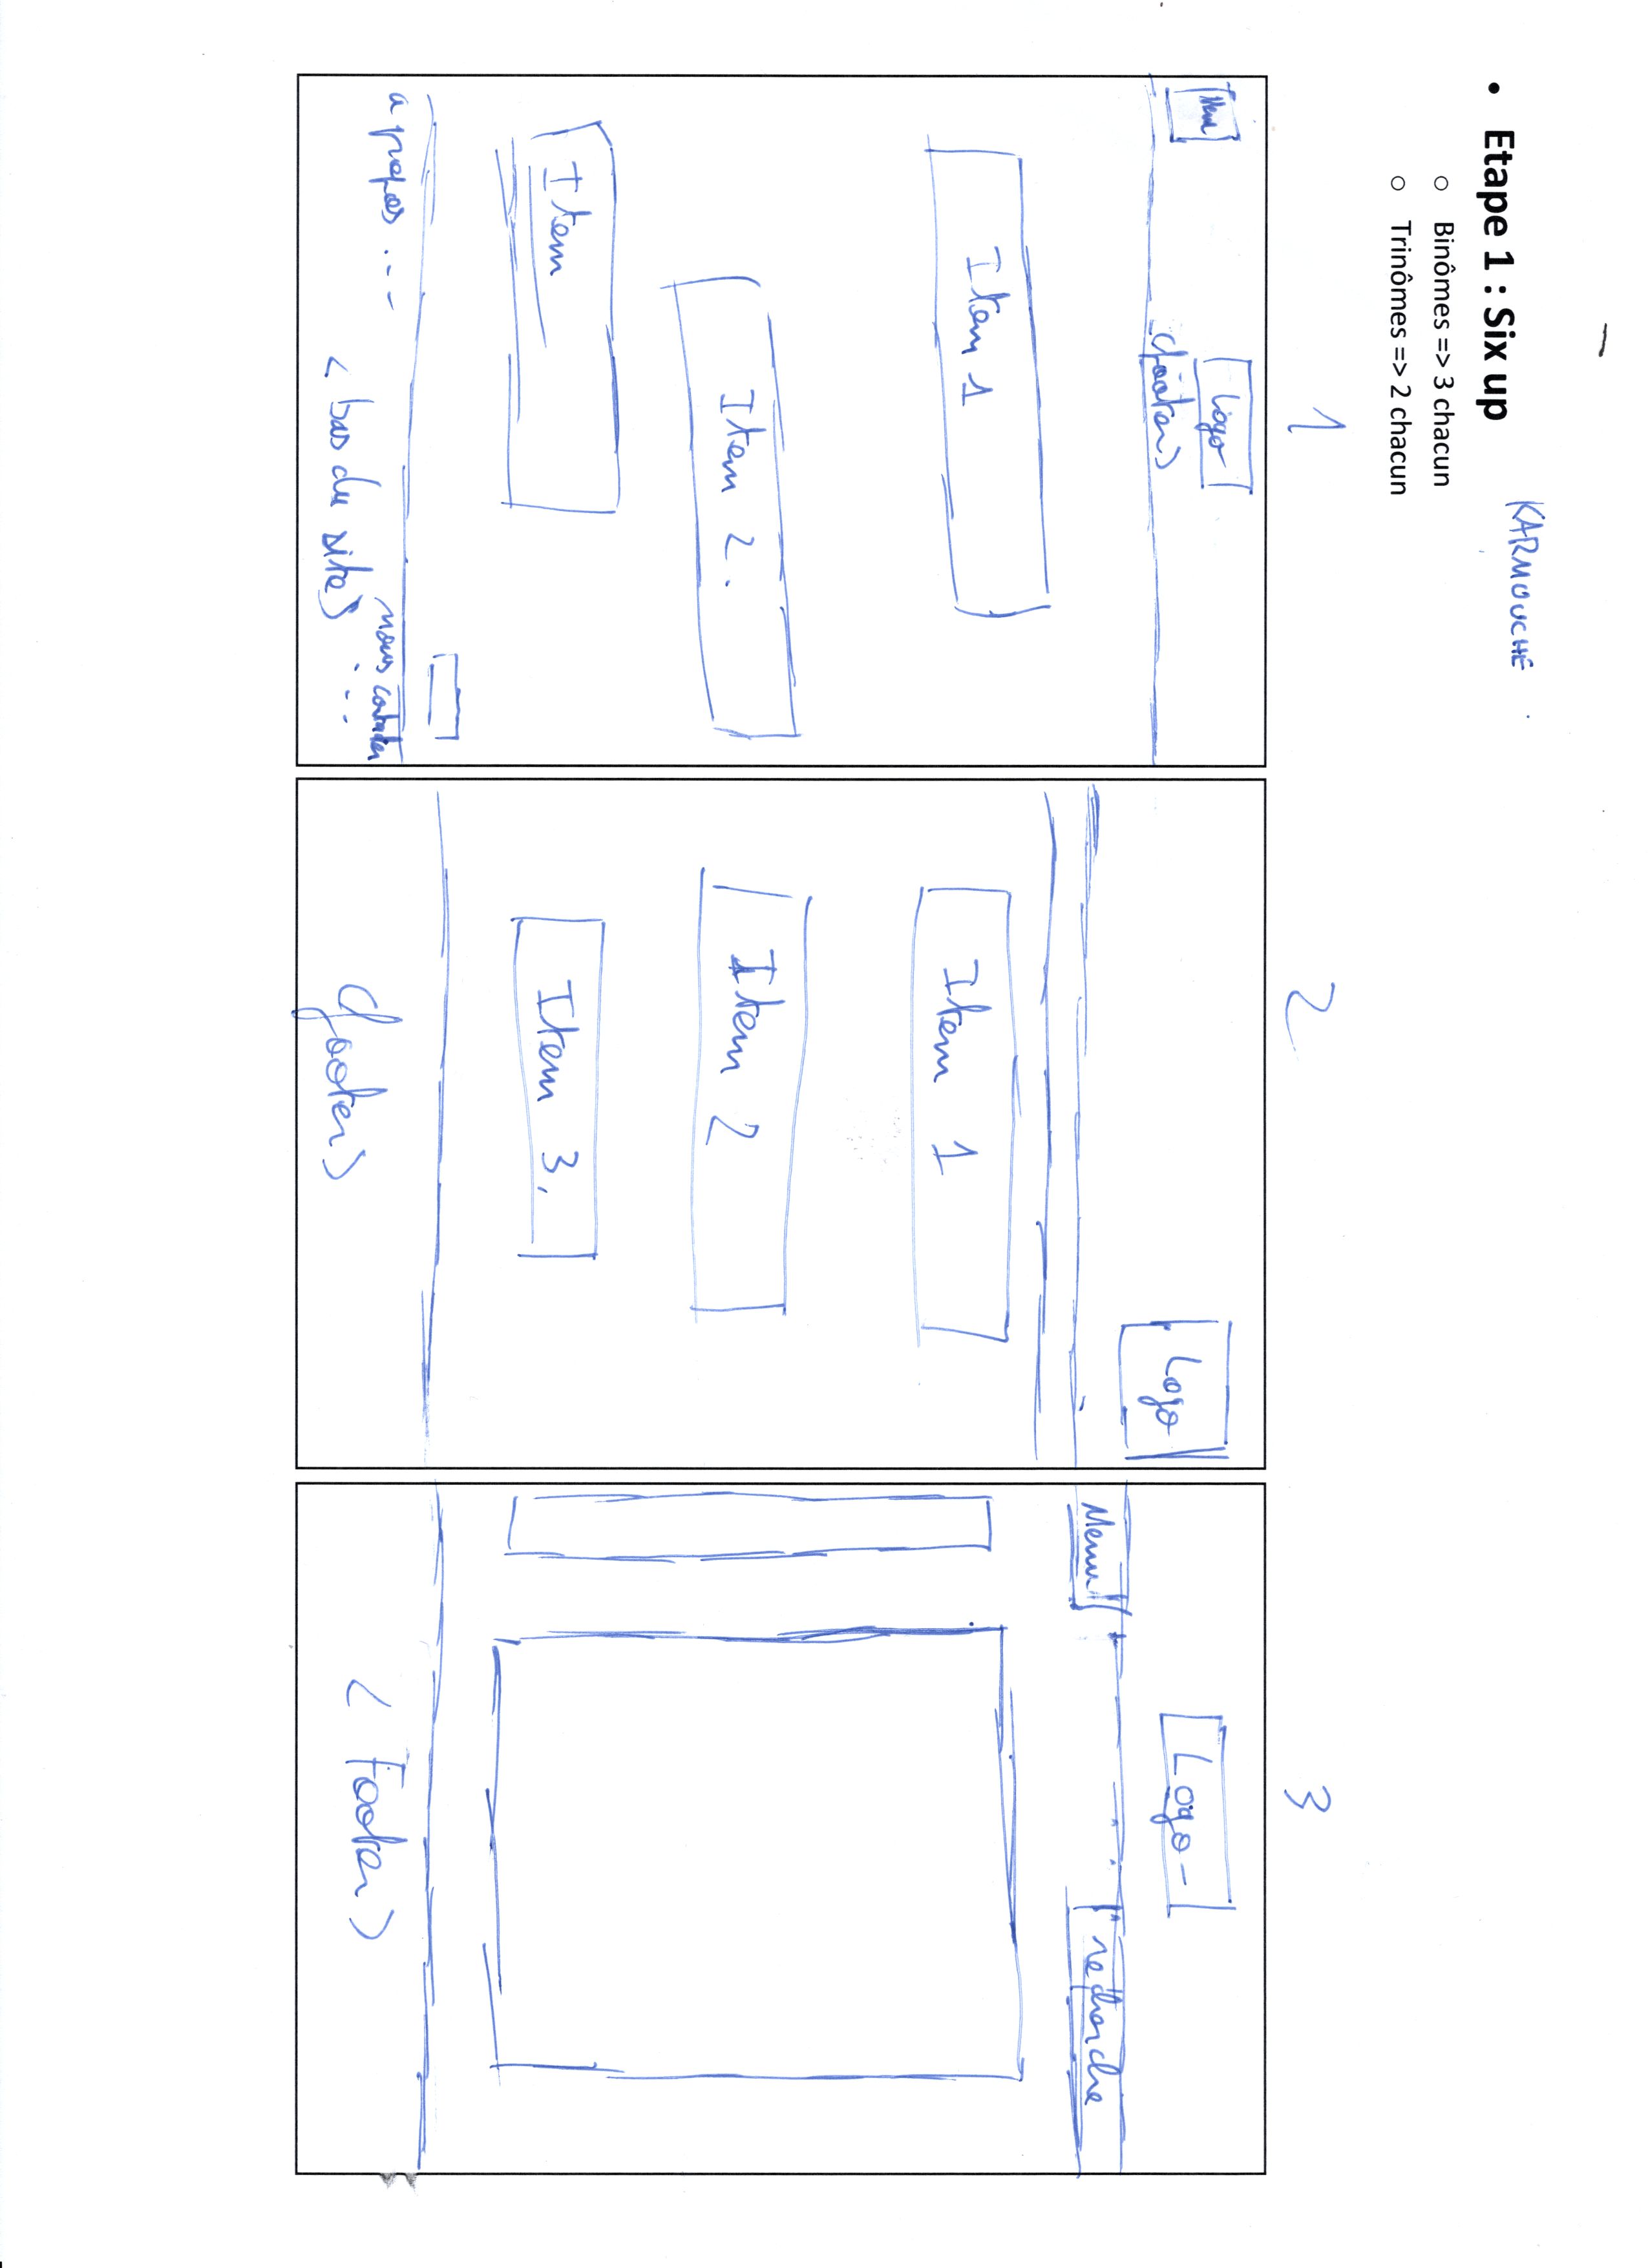 • Etape 1 : Six up
KARMOUCHE
○ Binômes => 3 chacun
○ Trinômes => 2 chacun
1
Menu
Logo
<footer>
Item 1
Item 2.
Item
a propos . - -
nous contacter
. - -
< bas du site>
2
Logo
Item 1
Item 2
Item 3.
<footer>
3
Logo
Menu
recherche
< Footer >